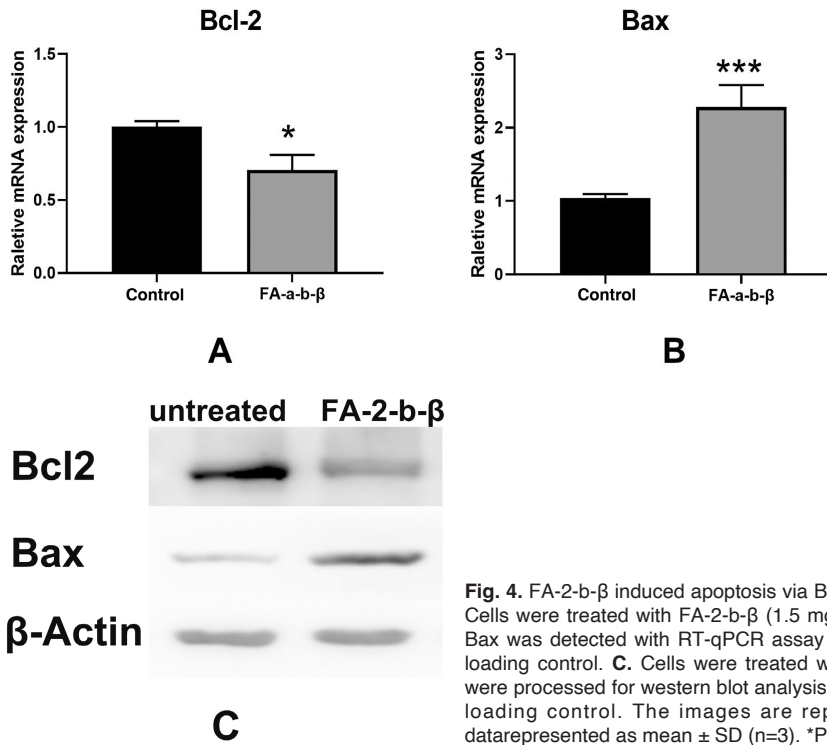 Bcl-2
Raletive mRNA expression
1.5
1.0
0.5
0.0
*
Control
FA-a-b-β
A
Bax
Raletive mRNA expression
3
2
1
0
***
Control
FA-a-b-β
B
untreated FA-2-b-β
Bcl2
Bax
β-Actin
C
Fig. 4. FA-2-b-β induced apoptosis via B
Cells were treated with FA-2-b-β (1.5 mg
Bax was detected with RT-qPCR assay
loading control. C. Cells were treated w
were processed for western blot analysis
loading control. The images are rep
datarepresented as mean ± SD (n=3). *P